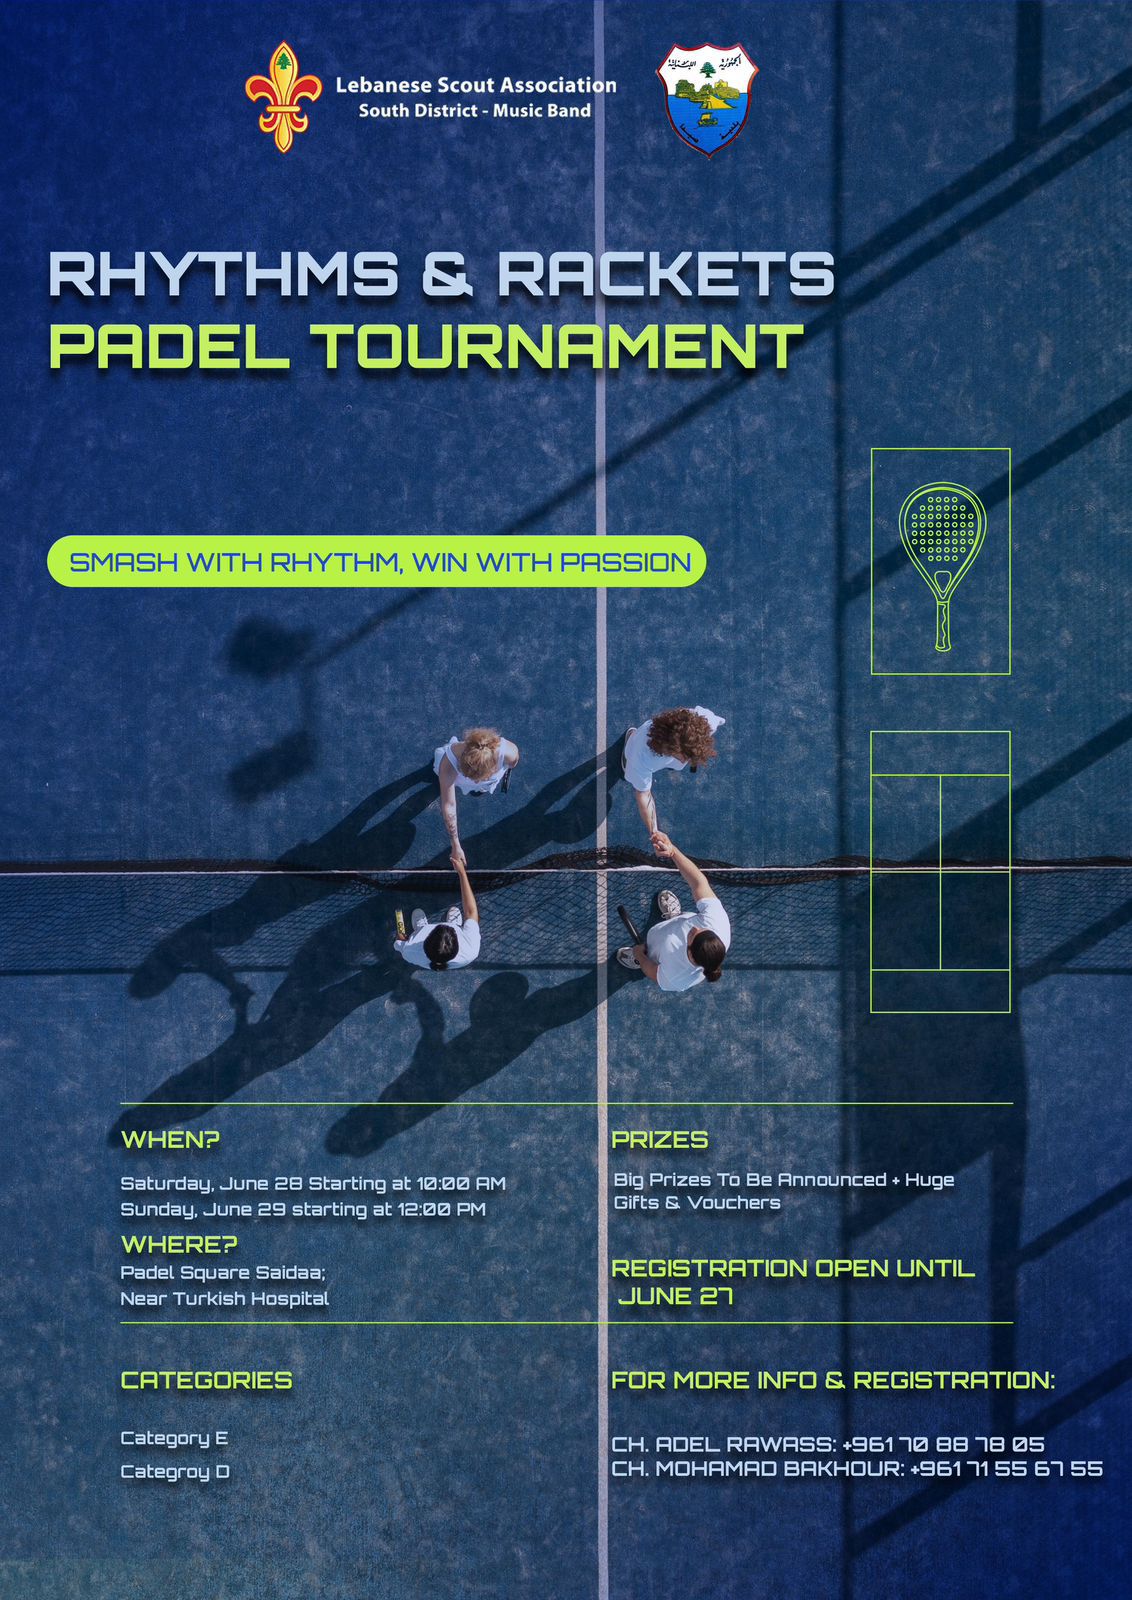 Lebanese Scout Association
South District - Music Band
الجمهورية اللبنانية
بلدية صيدا
RHYTHMS & RACKETS
PADEL TOURNAMENT
SMASH WITH RHYTHM, WIN WITH PASSION
WHEN?
Saturday, June 28 Starting at 10:00 AM
Sunday, June 29 starting at 12:00 PM
WHERE?
Padel Square Saidaa;
Near Turkish Hospital
PRIZES
Big Prizes To Be Announced + Huge
Gifts & Vouchers
REGISTRATION OPEN UNTIL
JUNE 27
CATEGORIES
Category E
Categroy D
FOR MORE INFO & REGISTRATION:
CH. ADEL RAWASS: +961 70 88 78 05
CH. MOHAMAD BAKHOUR: +961 71 55 67 55